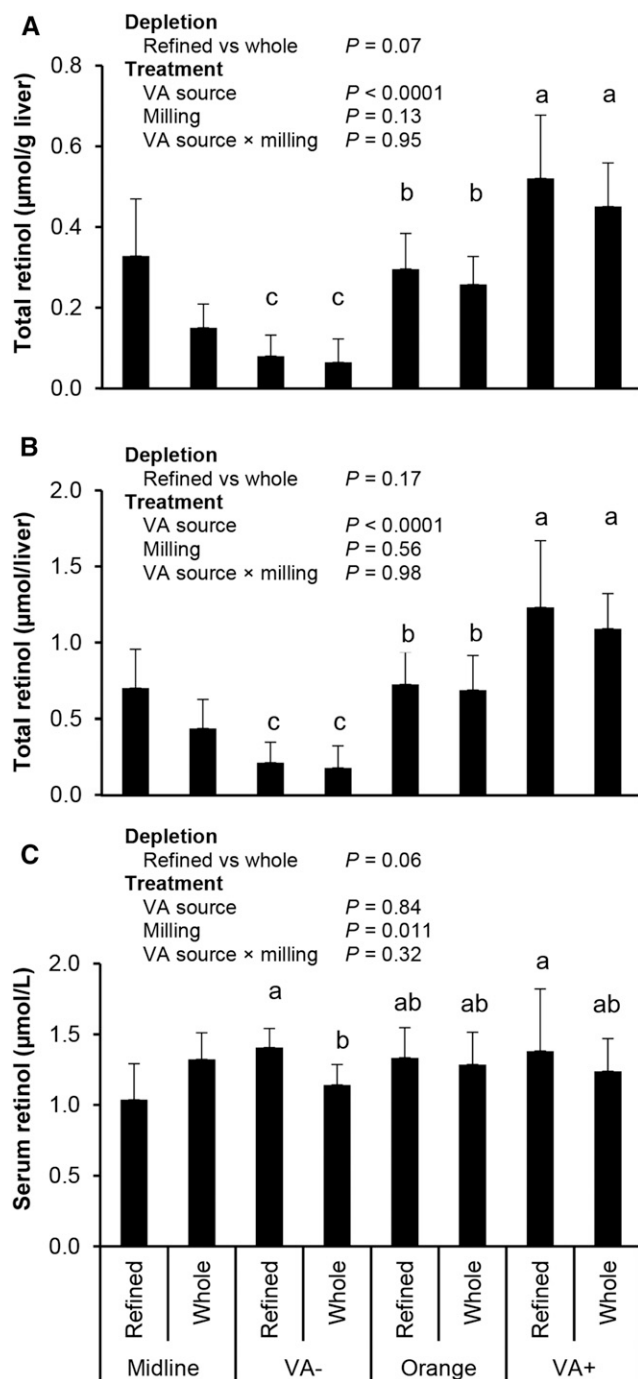 A
Depletion
Refined vs whole P = 0.07
Treatment
VA source P < 0.0001
Milling P = 0.13
VA source × milling P = 0.95
Total retinol (µmol/g liver)
0.8
0.6
0.4
0.2
0.0
c c b b a a
B
Depletion
Refined vs whole P = 0.17
Treatment
VA source P < 0.0001
Milling P = 0.56
VA source × milling P = 0.98
Total retinol (µmol/liver)
2.0
1.5
1.0
0.5
0.0
c c b b a a
C
Depletion
Refined vs whole P = 0.06
Treatment
VA source P = 0.84
Milling P = 0.011
VA source × milling P = 0.32
Serum retinol (µmol/L)
2.0
1.5
1.0
0.5
0.0
a b ab ab a ab
Refined Whole Refined Whole Refined Whole Refined Whole
Midline VA- Orange VA+